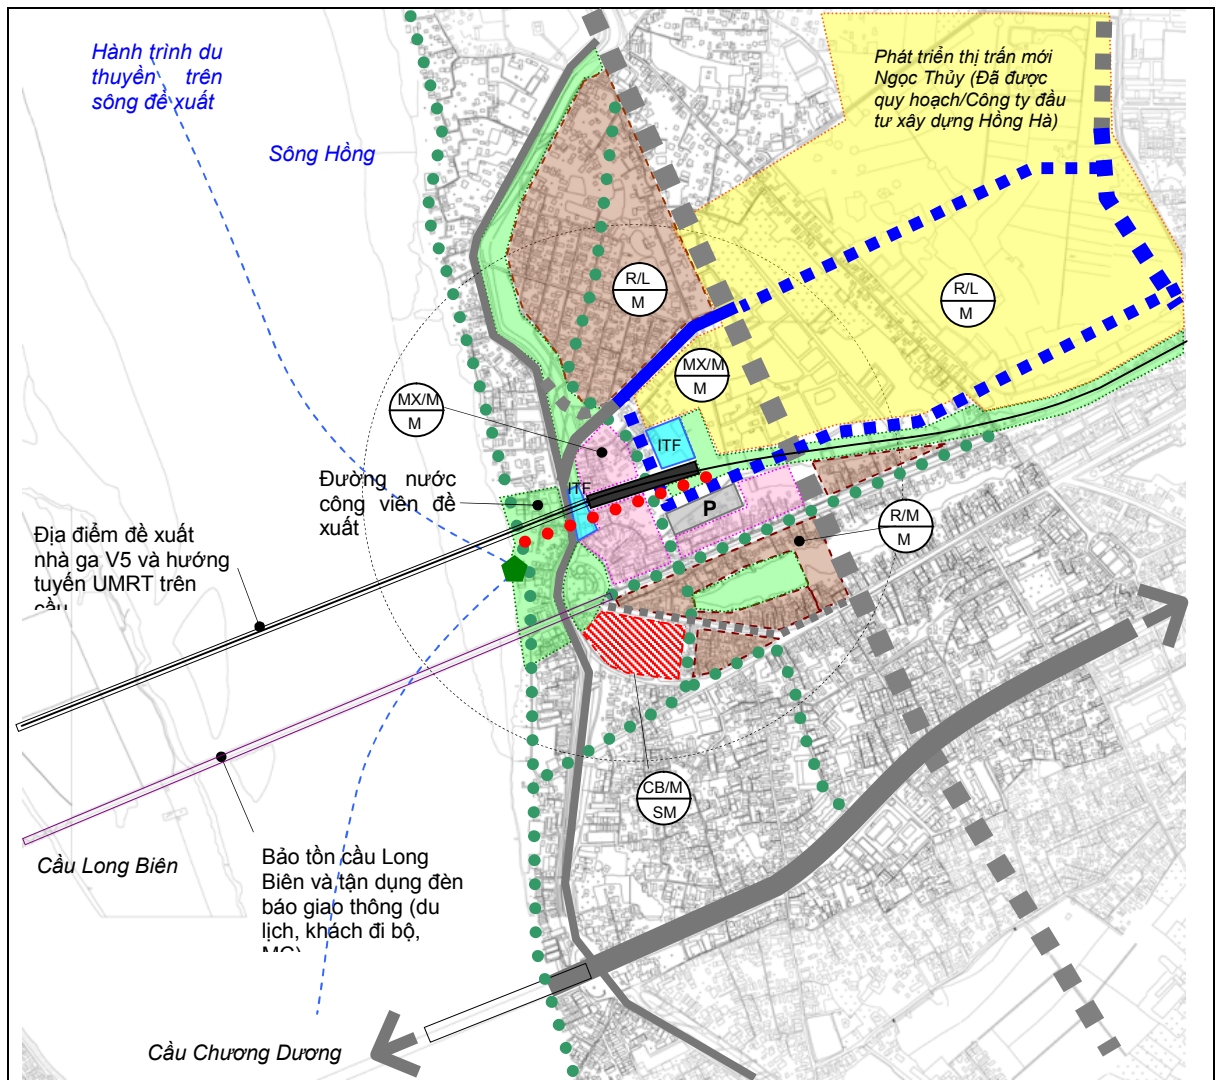 Hành trình du
thuyền trên
sông đề xuất
Sông Hồng
Phát triển thị trấn mới
Ngọc Thủy (Đã được
quy hoạch/Công ty đầu
tư xây dựng Hồng Hà)
R/L
M
R/L
M
MX/M
M
MX/M
M
ITF
ITF
P
Đường nước
công viên đề
xuất
R/M
M
Địa điểm đề xuất
nhà ga V5 và hướng
tuyến UMRT trên
cầu
CB/M
SM
Cầu Long Biên
Bảo tồn cầu Long
Biên và tận dụng đèn
báo giao thông (du
lịch, khách đi bộ,
MC)
Cầu Chương Dương